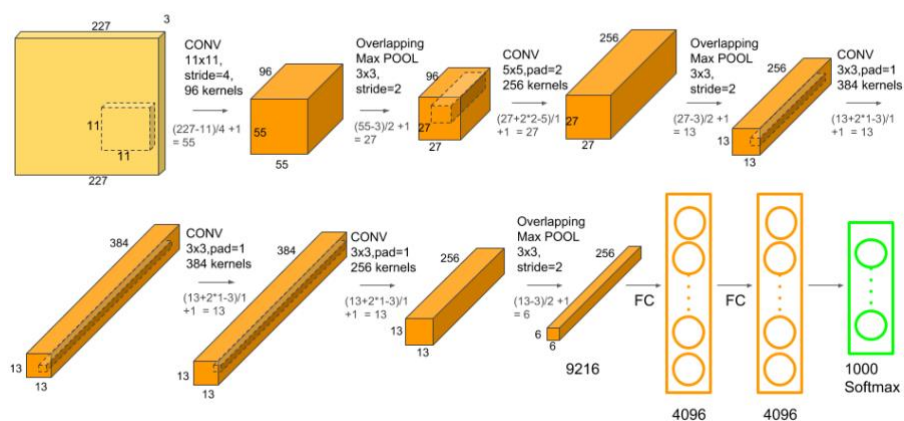 227
3
CONV
11x11,
stride=4,
96 kernels
(227-11)/4 +1
= 55
11
11
227
96
55
55
Overlapping
Max POOL
3x3,
stride=2
(55-3)/2 +1
= 27
96
27
27
CONV
5x5,pad=2
256 kernels
(27+2*2-5)/1
+1 = 27
256
27
27
Overlapping
Max POOL
3x3,
stride=2
(27-3)/2 +1
= 13
256
13
13
CONV
3x3,pad=1
384 kernels
(13+2*1-3)/1
+1 = 13
384
13
13
CONV
3x3,pad=1
384 kernels
(13+2*1-3)/1
+1 = 13
384
13
13
CONV
3x3,pad=1
256 kernels
(13+2*1-3)/1
+1 = 13
256
13
13
Overlapping
Max POOL
3x3,
stride=2
(13-3)/2 +1
= 6
256
6
6
9216
FC
4096
FC
4096
1000
Softmax